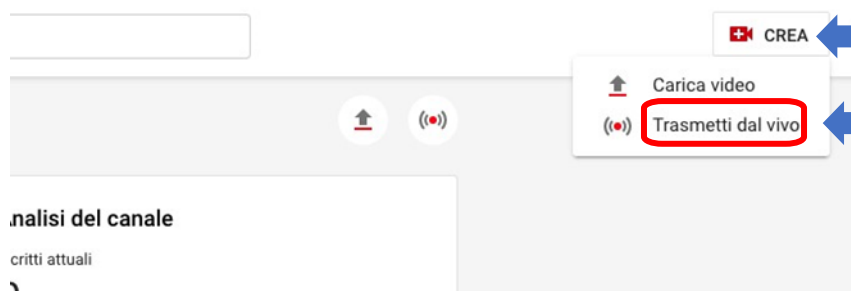 CREA
Carica video
Trasmetti dal vivo
nalisi del canale
critti attuali